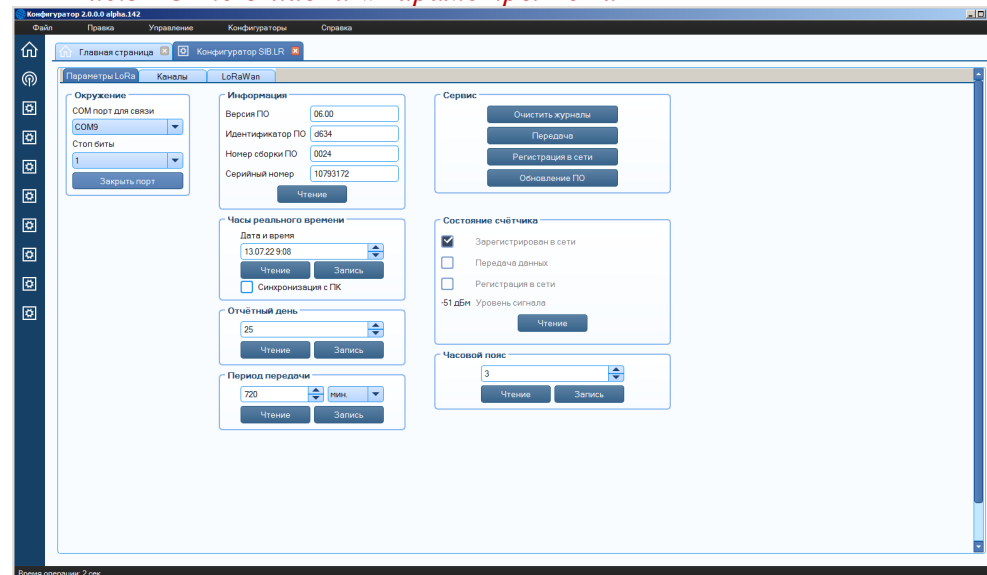 Конфигуратор 2.0.0.0 alpha.142
Файл Правка Управление Конфигураторы Справка
Главная страница Конфигуратор SIB.LR
Параметры LoRa Каналы LoRaWan
Окружение
COM порт для связи
COM9
Стоп биты
1
Закрыть порт
Информация
Версия ПО 06.00
Идентификатор ПО d634
Номер сборки ПО 0024
Серийный номер 10793172
Чтение
Часы реального времени
Дата и время
13.07.22 9:08
Чтение Запись
Синхронизация с ПК
Отчётный день
25
Чтение Запись
Период передачи
720 мин.
Чтение Запись
Сервис
Очистить журналы
Передача
Регистрация в сети
Обновление ПО
Состояние счётчика
Зарегистрирован в сети
Передача данных
Регистрация в сети
-51 дБм Уровень сигнала
Чтение
Часовой пояс
3
Чтение Запись
Время операции: 2 сек